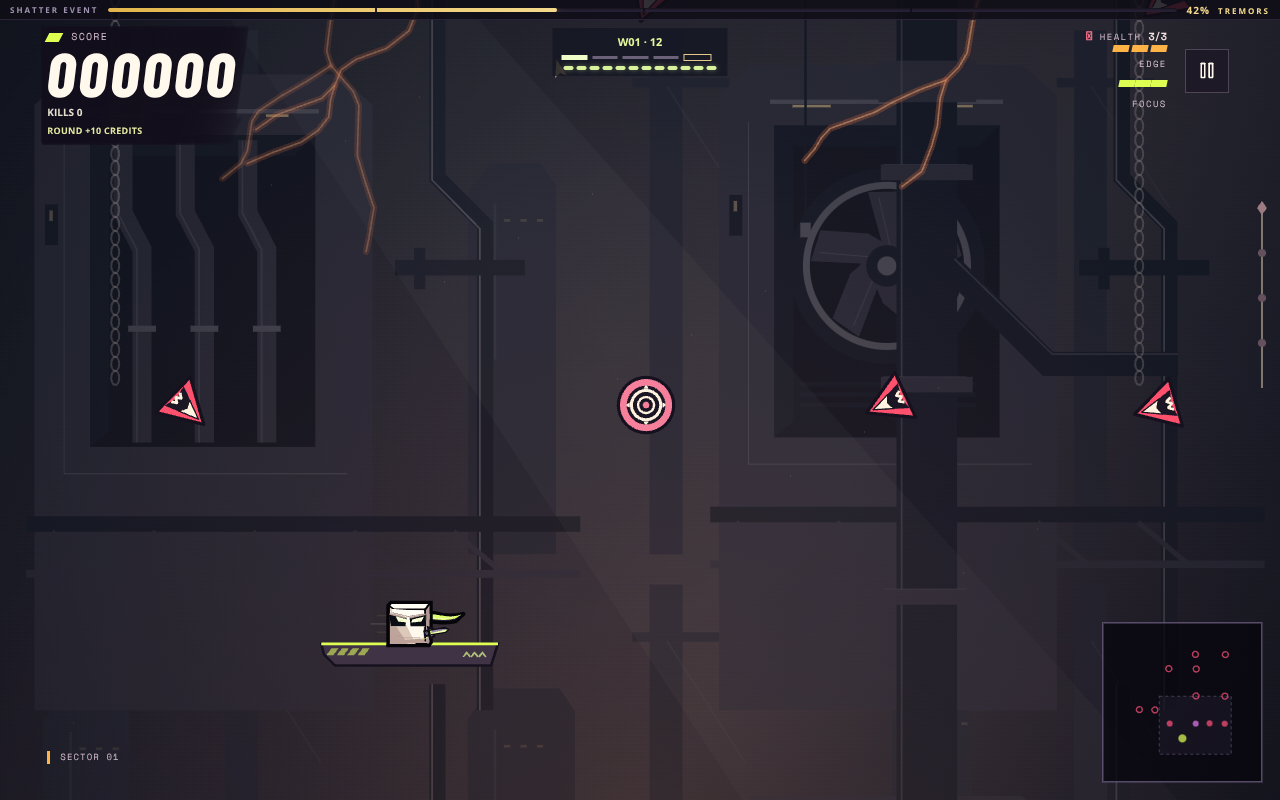 SHATTER EVENT
42% TREMORS
SCORE
000000
KILLS 0
ROUND +10 CREDITS
W01 · 12
HEALTH 3/3
EDGE
FOCUS
SECTOR 01